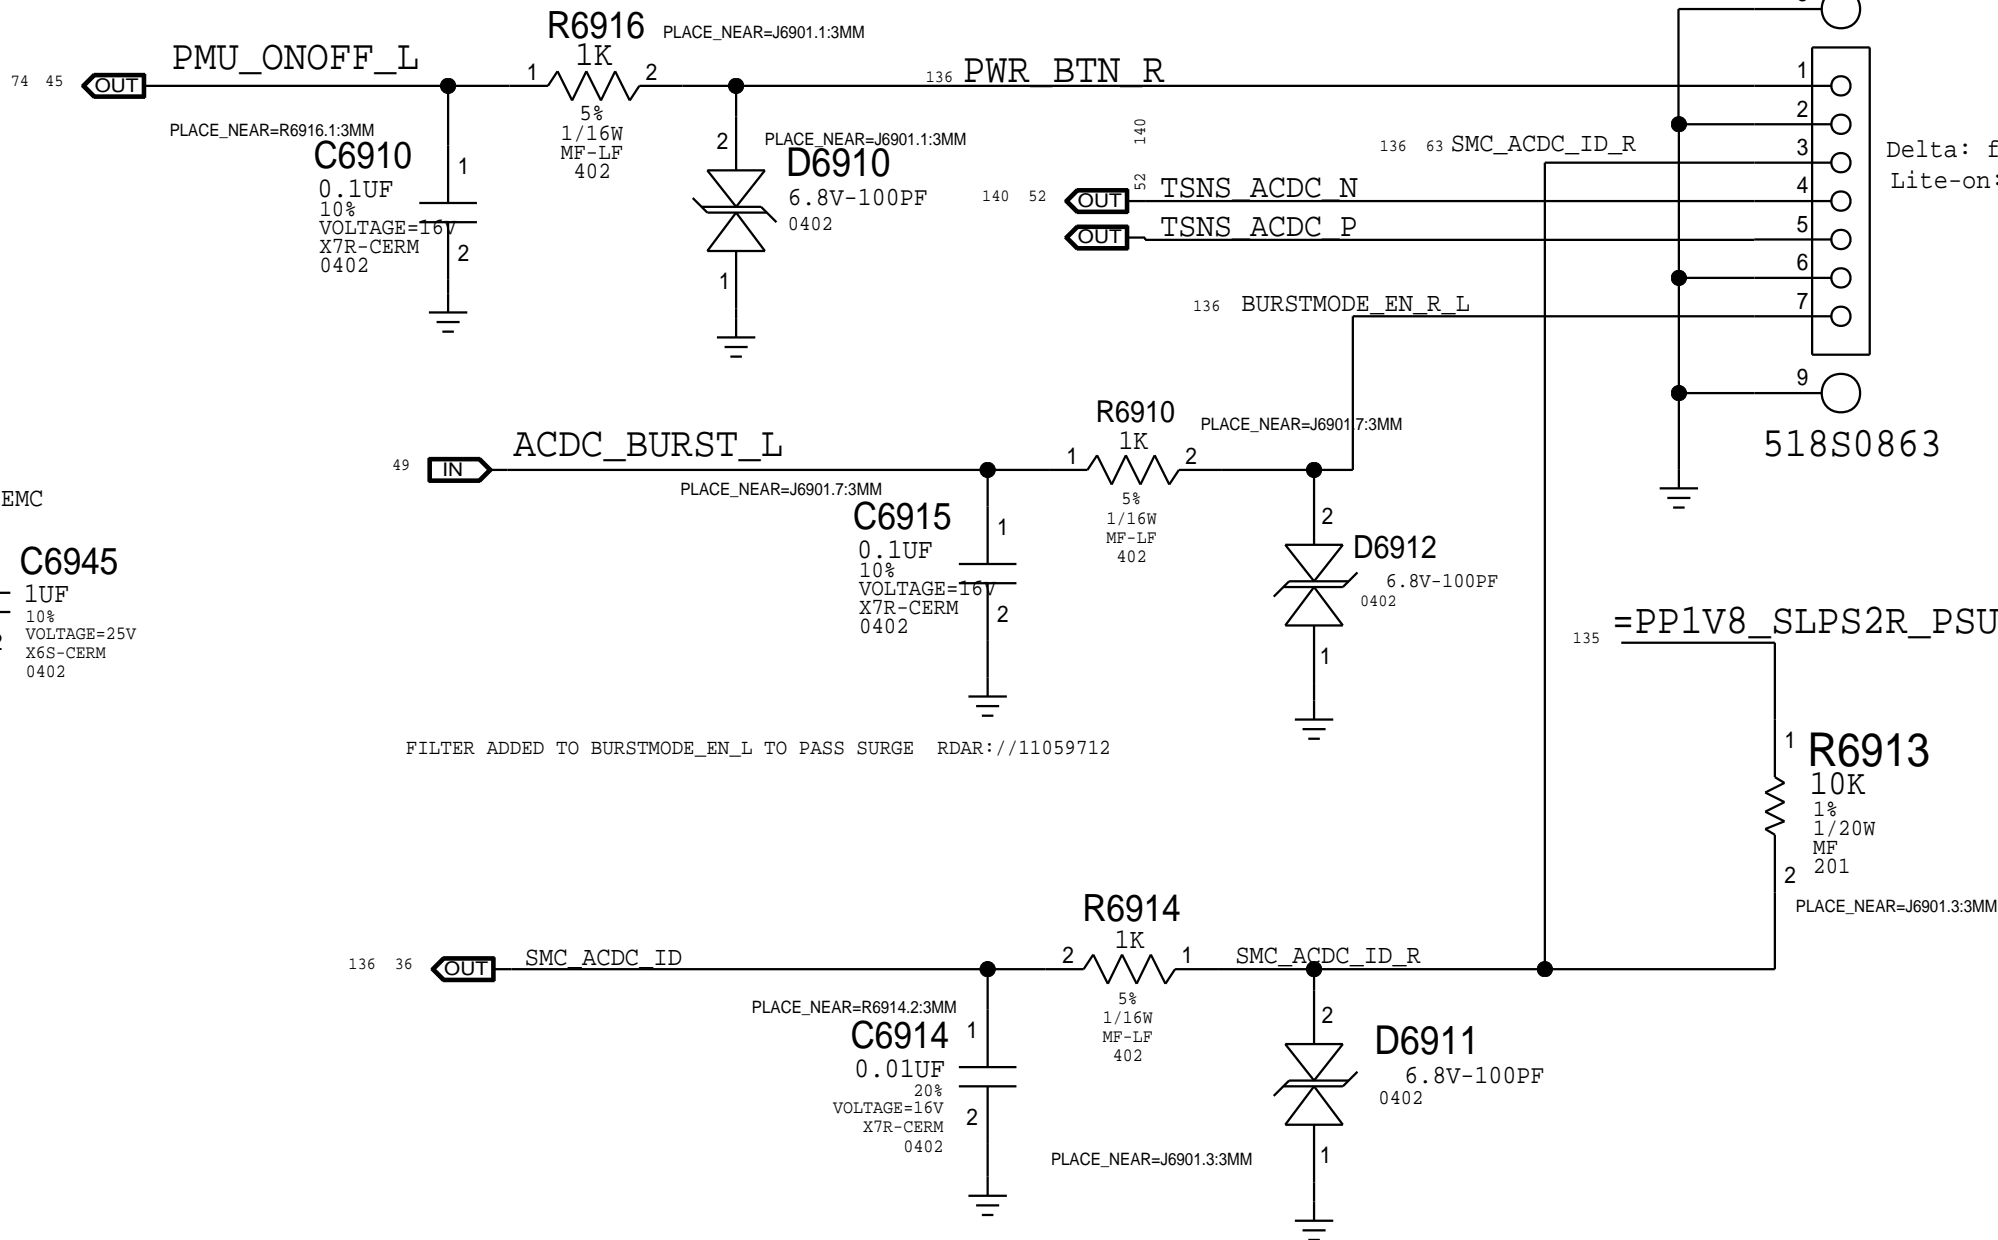 R6916
PLACE_NEAR=J6901.1:3MM
1K
PMU_ONOFF_L
74 45
OUT
1
2
5%
1/16W
MF-LF
402
136 PWR_BTN_R
1
PLACE_NEAR=R6916.1:3MM
C6910
0.1UF
10%
VOLTAGE=16V
X7R-CERM
0402
1
2
2
PLACE_NEAR=J6901.1:3MM
D6910
6.8V-100PF
0402
1
140
52
2
136 63 SMC_ACDC_ID_R
3
Delta: f
Lite-on:
140 52
OUT
TSNS_ACDC_N
4
OUT
TSNS_ACDC_P
5
6
136 BURSTMODE_EN_R_L
7
9
518S0863
R6910
PLACE_NEAR=J6901.7:3MM
1K
49
IN
ACDC_BURST_L
1
2
5%
1/16W
MF-LF
402
PLACE_NEAR=J6901.7:3MM
C6915
0.1UF
10%
VOLTAGE=16V
X7R-CERM
0402
1
2
2
D6912
6.8V-100PF
0402
1
EMC
C6945
1UF
10%
VOLTAGE=25V
X6S-CERM
0402
=PP1V8_SLPS2R_PSU
135
FILTER ADDED TO BURSTMODE_EN_L TO PASS SURGE RDAR://11059712
1
R6913
10K
1%
1/20W
MF
201
2
PLACE_NEAR=J6901.3:3MM
R6914
1K
136 36
OUT
SMC_ACDC_ID
2
1
SMC_ACDC_ID_R
5%
1/16W
MF-LF
402
PLACE_NEAR=R6914.2:3MM
C6914
0.01UF
20%
VOLTAGE=16V
X7R-CERM
0402
1
2
2
D6911
6.8V-100PF
0402
PLACE_NEAR=J6901.3:3MM
1